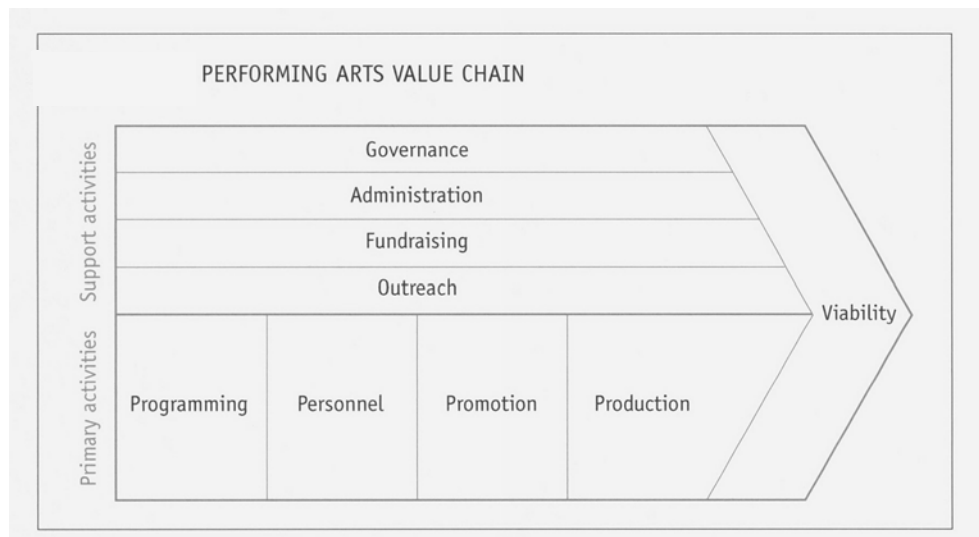 PERFORMING ARTS VALUE CHAIN
Support activities
Governance
Administration
Fundraising
Outreach
Viability
Primary activities
Programming
Personnel
Promotion
Production